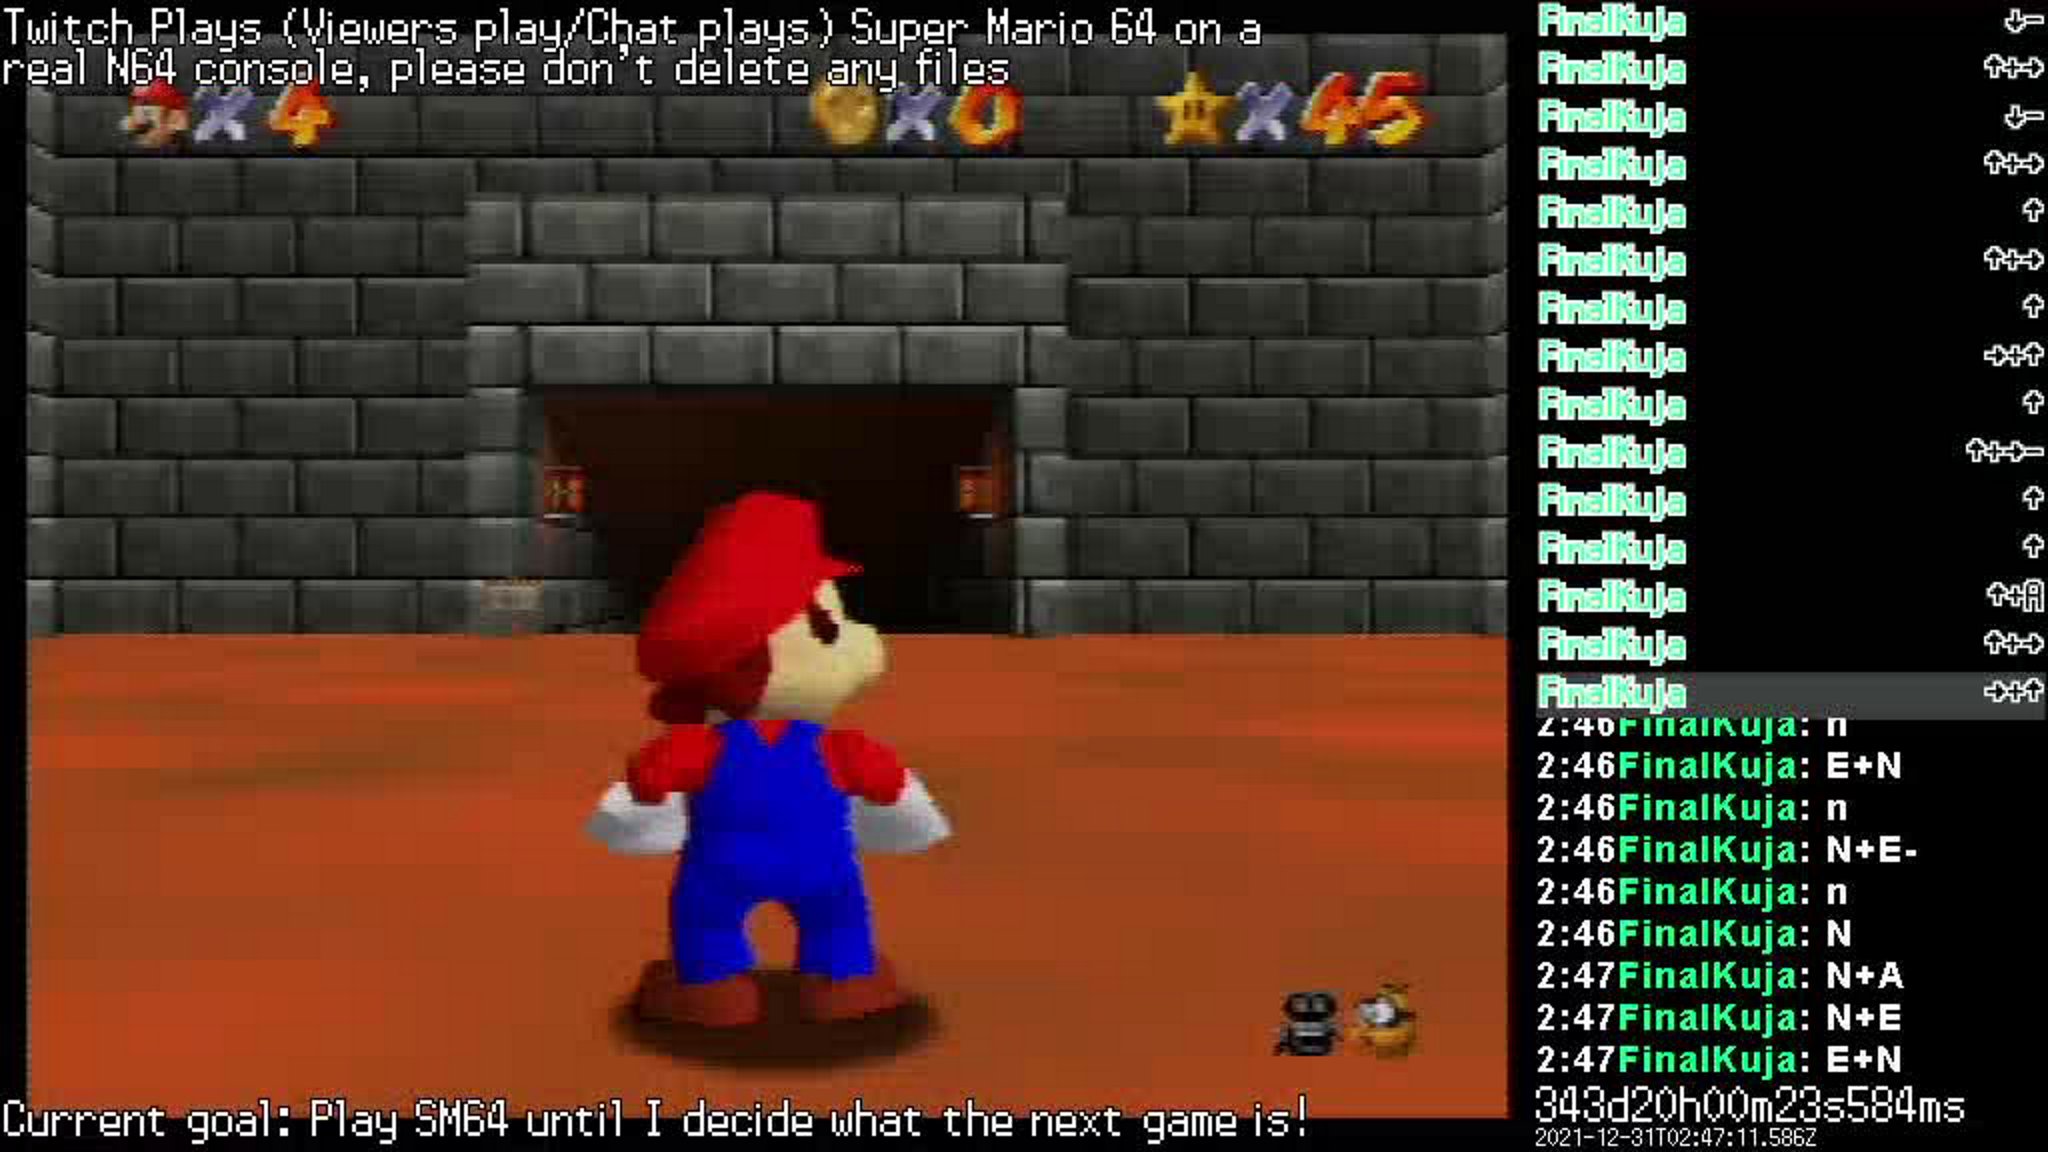 Twitch Plays (Viewers play/Chat plays) Super Mario 64 on a
real N64 console, please don't delete any files
x 4
x 0
x 45
FinalKuja ↓-
FinalKuja ↑+→
FinalKuja ↓-
FinalKuja ↑+→
FinalKuja ↑
FinalKuja ↑+→
FinalKuja ↑
FinalKuja →+↑
FinalKuja ↑
FinalKuja ↑+→-
FinalKuja ↑
FinalKuja ↑
FinalKuja ↑+A
FinalKuja ↑+→
FinalKuja →+↑
2:46FinalKuja: n
2:46FinalKuja: E+N
2:46FinalKuja: n
2:46FinalKuja: N+E-
2:46FinalKuja: n
2:46FinalKuja: N
2:47FinalKuja: N+A
2:47FinalKuja: N+E
2:47FinalKuja: E+N
343d20h00m23s584ms
2021-12-31T02:47:11.586Z
Current goal: Play SM64 until I decide what the next game is!